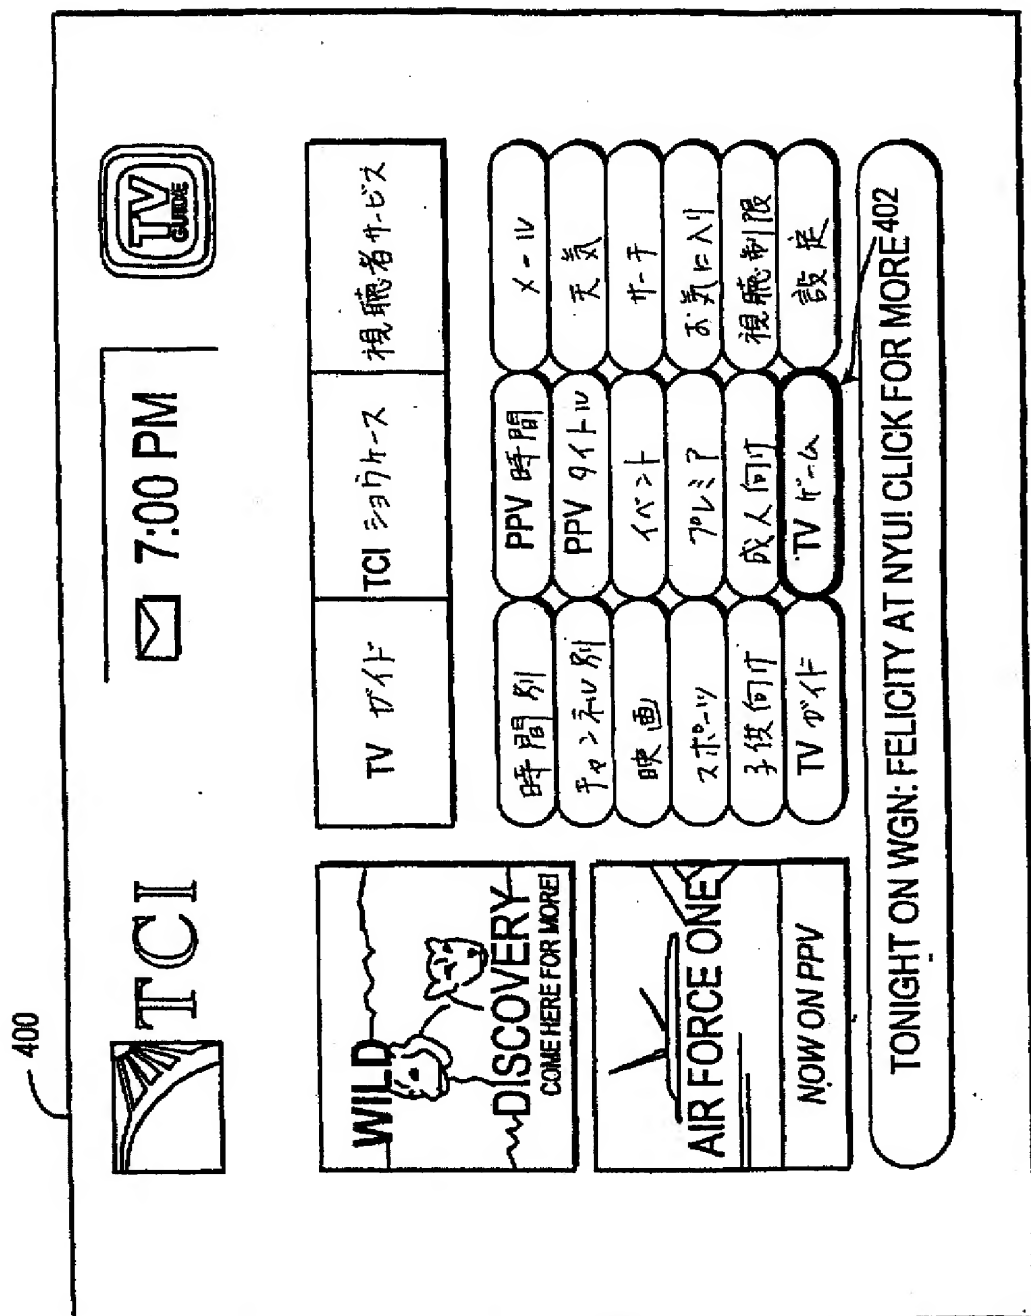 400
TCI
7:00 PM
TV
GUIDE
WILD
DISCOVERY
COME HERE FOR MORE!
AIR FORCE ONE
NOW ON PPV
TV ガイド
TCI ショウケース
視聴者サービス
時間別
PPV 時間
メール
チャンネル別
PPV タイトル
天気
映画
イベント
サーチ
スポーツ
プレミア
お気に入り
子供向け
成人向け
視聴制限
TV ガイド
TV ゲーム
設定
402
TONIGHT ON WGN: FELICITY AT NYU! CLICK FOR MORE